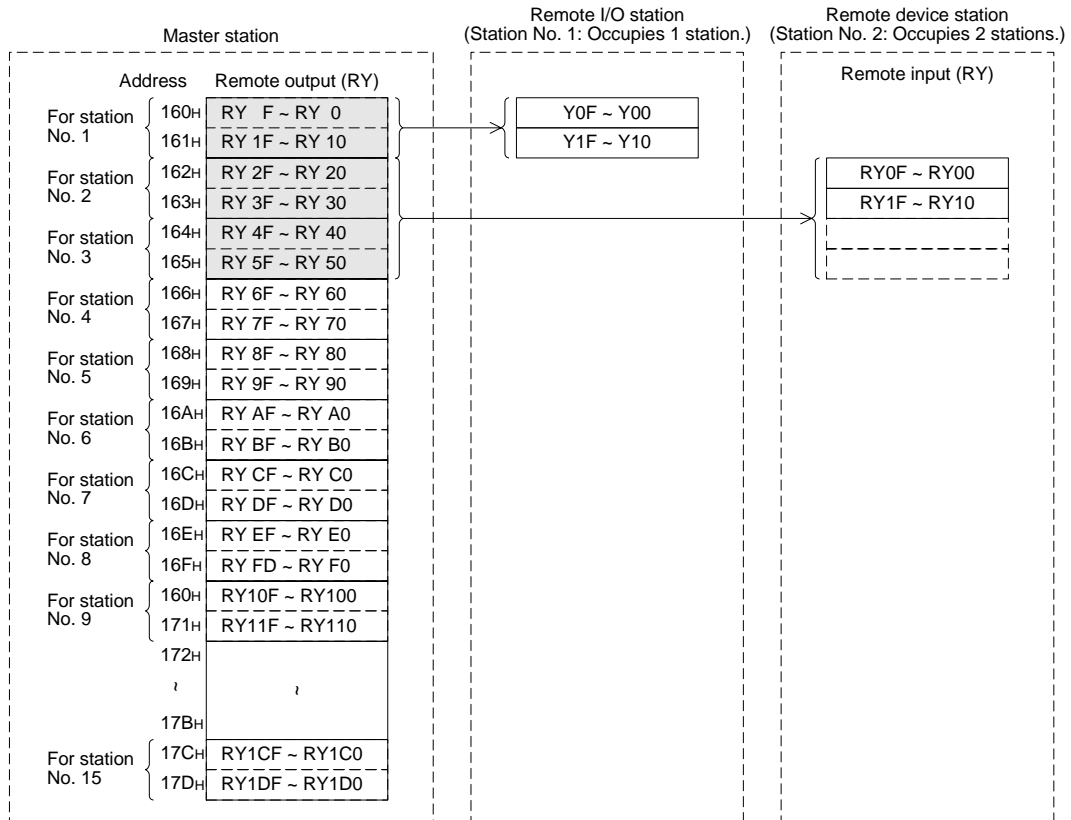 Master station
Remote I/O station
(Station No. 1: Occupies 1 station.)
Remote device station
(Station No. 2: Occupies 2 stations.)
Address Remote output (RY)
Remote input (RY)
For station No. 1
160H RY F ~ RY 0
161H RY 1F ~ RY 10
For station No. 2
162H RY 2F ~ RY 20
163H RY 3F ~ RY 30
For station No. 3
164H RY 4F ~ RY 40
165H RY 5F ~ RY 50
For station No. 4
166H RY 6F ~ RY 60
167H RY 7F ~ RY 70
For station No. 5
168H RY 8F ~ RY 80
169H RY 9F ~ RY 90
For station No. 6
16AH RY AF ~ RY A0
16BH RY BF ~ RY B0
For station No. 7
16CH RY CF ~ RY C0
16DH RY DF ~ RY D0
For station No. 8
16EH RY EF ~ RY E0
16FH RY FD ~ RY F0
For station No. 9
160H RY10F ~ RY100
171H RY11F ~ RY110
172H
~ ~
17BH
For station No. 15
17CH RY1CF ~ RY1C0
17DH RY1DF ~ RY1D0
Y0F ~ Y00
Y1F ~ Y10
RY0F ~ RY00
RY1F ~ RY10